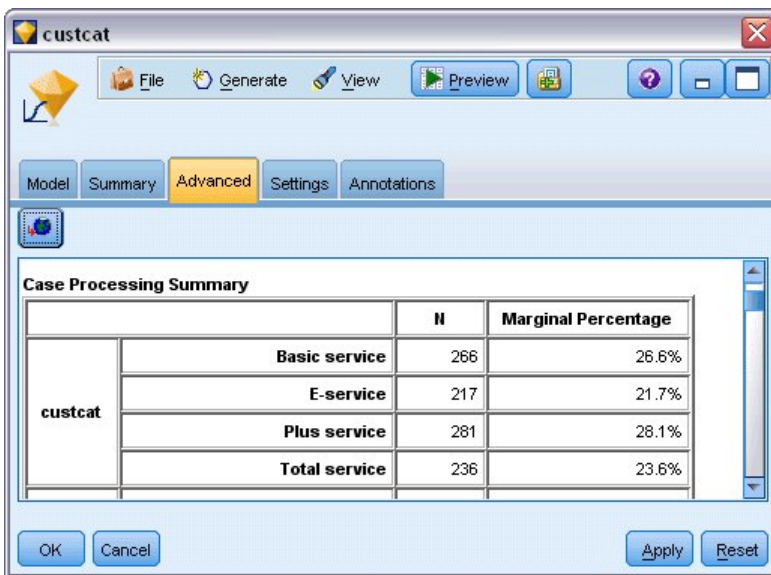 custcat
File Generate View Preview
Model Summary Advanced Settings Annotations
Case Processing Summary
N Marginal Percentage
custcat
Basic service 266 26.6%
E-service 217 21.7%
Plus service 281 28.1%
Total service 236 23.6%
OK Cancel Apply Reset